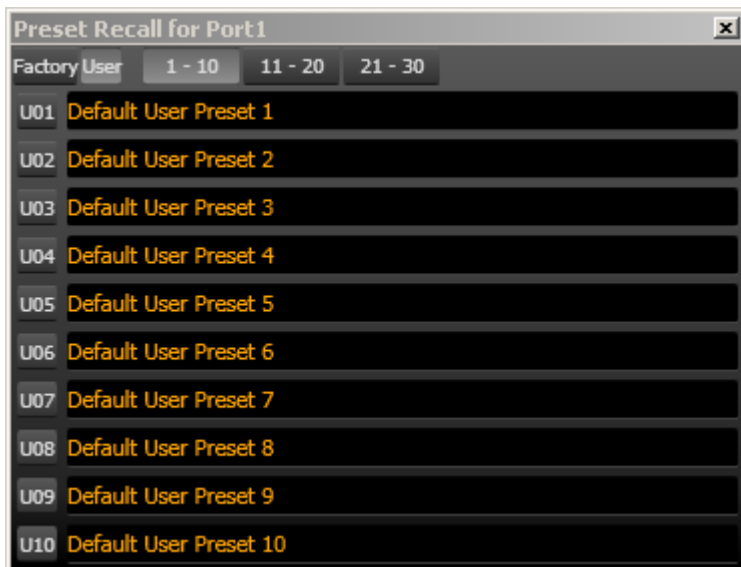 Preset Recall for Port1
Factory User 1 - 10 11 - 20 21 - 30
U01 Default User Preset 1
U02 Default User Preset 2
U03 Default User Preset 3
U04 Default User Preset 4
U05 Default User Preset 5
U06 Default User Preset 6
U07 Default User Preset 7
U08 Default User Preset 8
U09 Default User Preset 9
U10 Default User Preset 10